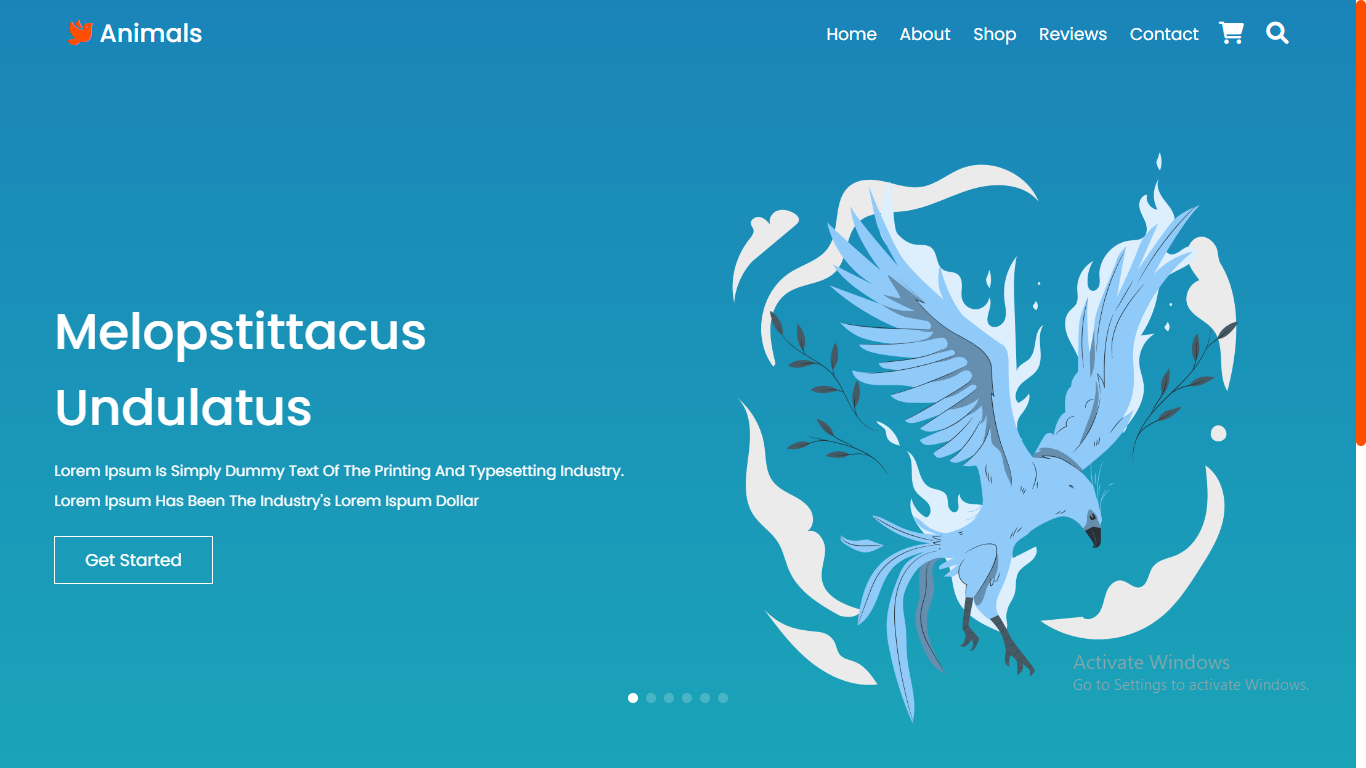 Animals
Home About Shop Reviews Contact
Melopstittacus
Undulatus
Lorem Ipsum Is Simply Dummy Text Of The Printing And Typesetting Industry.
Lorem Ipsum Has Been The Industry's Lorem Ispum Dollar
Get Started
Activate Windows
Go to Settings to activate Windows.